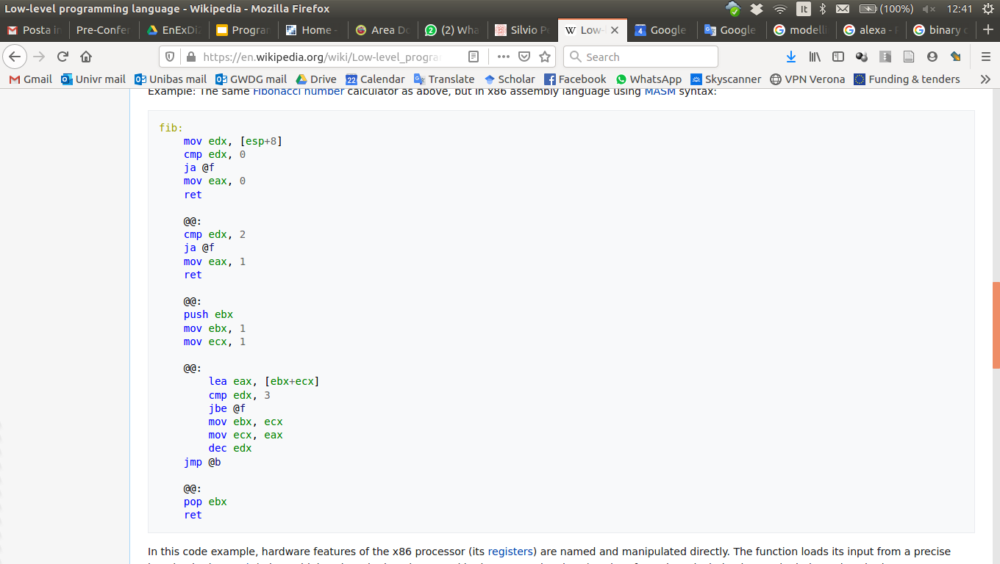 Low-level programming language - Wikipedia - Mozilla Firefox
It
(100%)
12:41
Posta in
Pre-Confer
EnExDi2
Progran
Home -
Area Do
(2) Wha
Silvio Pe
Low-
Google
Google
modelli
alexa -
binary
https://en.wikipedia.org/wiki/Low-level_progra
Search
Gmail
Univr mail
Unibas mail
GWDG mail
Drive
22 Calendar
Translate
Scholar
Facebook
WhatsApp
Skyscanner
VPN Verona
Funding & tenders
Example: The same Fibonacci number calculator as above, but in x86 assembly language using MASM syntax:
fib:
mov edx, [esp+8]
cmp edx, 0
ja @f
mov eax, 0
ret
@@:
cmp edx, 2
ja @f
mov eax, 1
ret
@@:
push ebx
mov ebx, 1
mov ecx, 1
@@:
lea eax, [ebx+ecx]
cmp edx, 3
jbe @f
mov ebx, ecx
mov ecx, eax
dec edx
jmp @b
@@:
pop ebx
ret
In this code example, hardware features of the x86 processor (its registers) are named and manipulated directly. The function loads its input from a precise